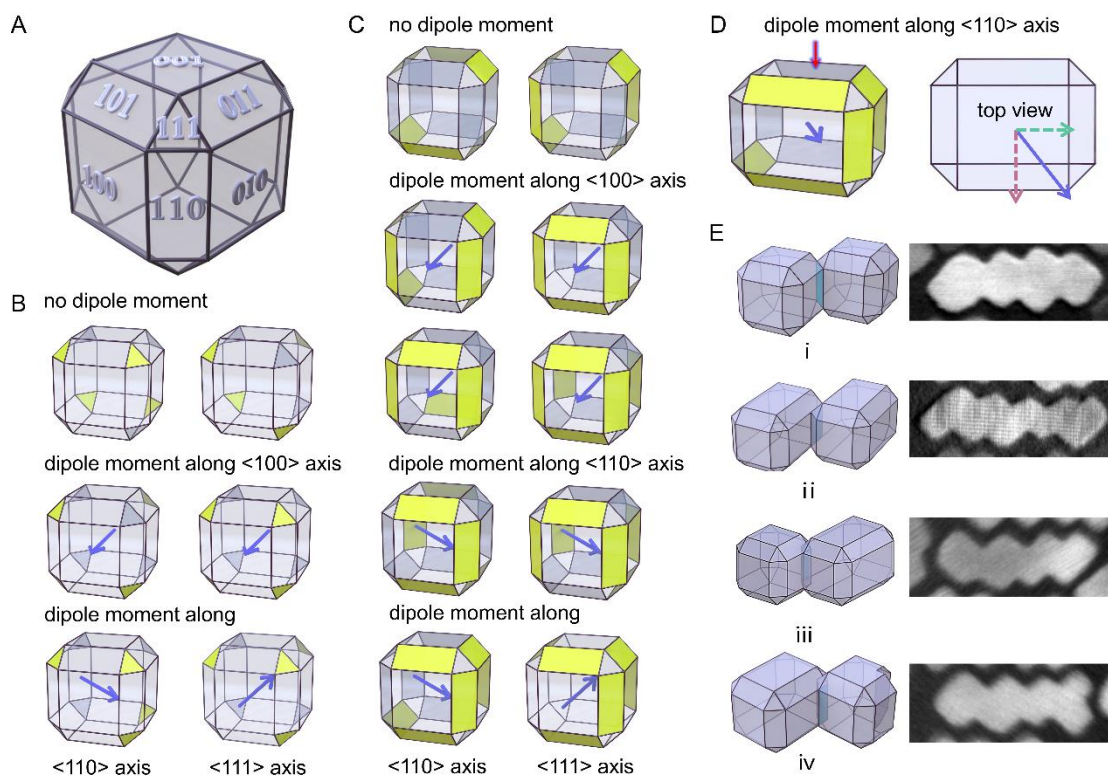 A
001
101
011
111
100
010
110
B
no dipole moment
dipole moment along <100> axis
dipole moment along
<110> axis
<111> axis
C
no dipole moment
dipole moment along <100> axis
dipole moment along <110> axis
dipole moment along
<110> axis
<111> axis
D
dipole moment along <110> axis
top view
E
i
ii
iii
iv